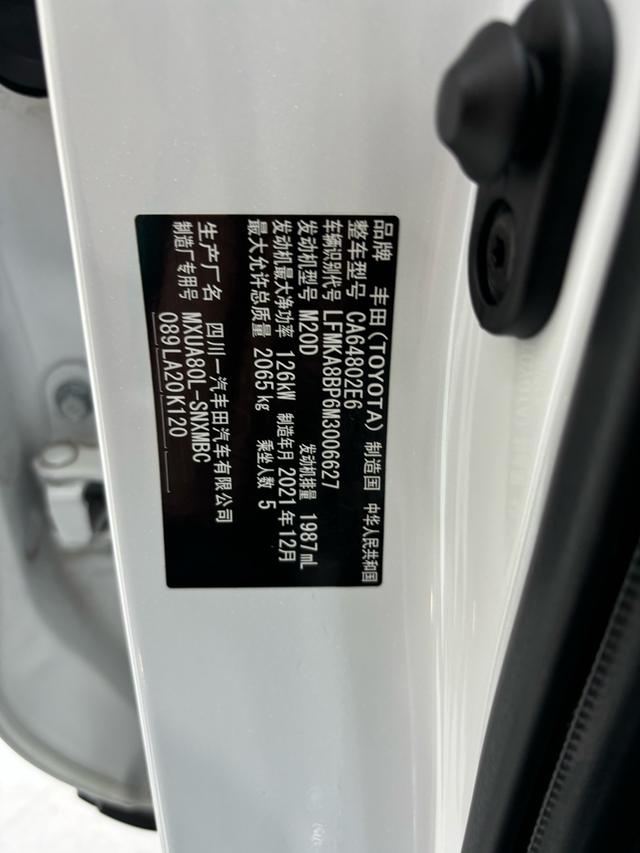 品牌 丰田(TOYOTA) 制造国 中华人民共和国
整车型号 CA64802E6
车辆识别代号 LFMKA8BP6M3006627
发动机型号 M20D 发动机排量 1987mL
发动机最大净功率 126kW 制造年月 2021年12月
最大允许总质量 2065kg 乘坐人数 5
生产厂名 四川一汽丰田汽车有限公司
制造厂专用号 MXUA80L-SNXMBC
089LA20K120